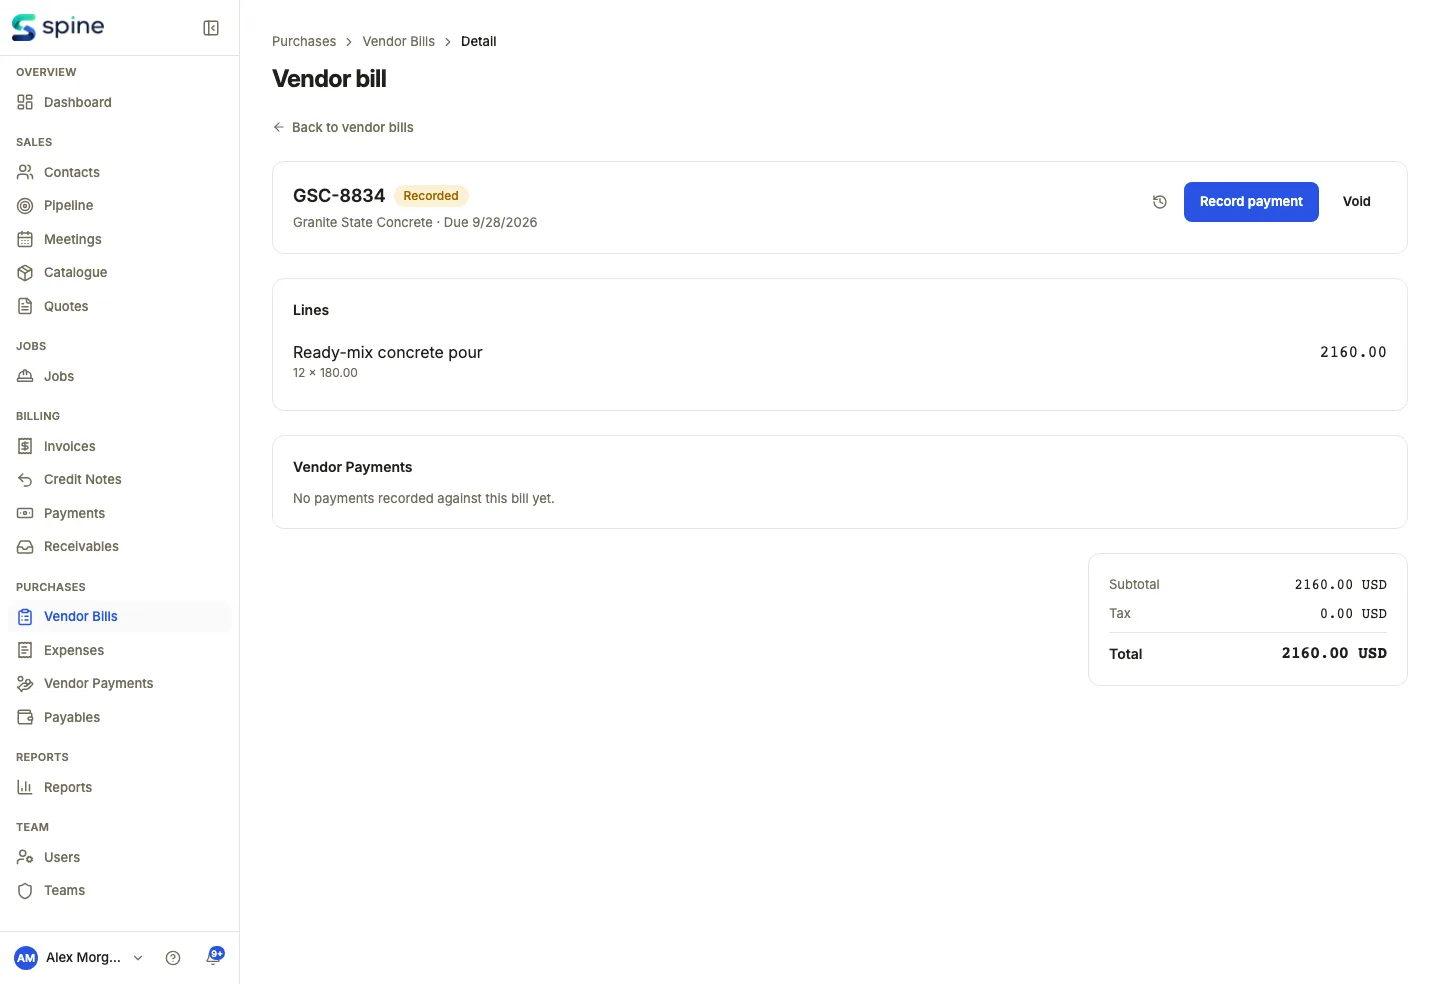 spine
OVERVIEW
Dashboard
SALES
Contacts
Pipeline
Meetings
Catalogue
Quotes
JOBS
Jobs
BILLING
Invoices
Credit Notes
Payments
Receivables
PURCHASES
Vendor Bills
Expenses
Vendor Payments
Payables
REPORTS
Reports
TEAM
Users
Teams
AM Alex Morg...
9+
Purchases > Vendor Bills > Detail
Vendor bill
← Back to vendor bills
GSC-8834 Recorded
Granite State Concrete · Due 9/28/2026
Record payment
Void
Lines
Ready-mix concrete pour 2160.00
12 × 180.00
Vendor Payments
No payments recorded against this bill yet.
Subtotal 2160.00 USD
Tax 0.00 USD
Total 2160.00 USD